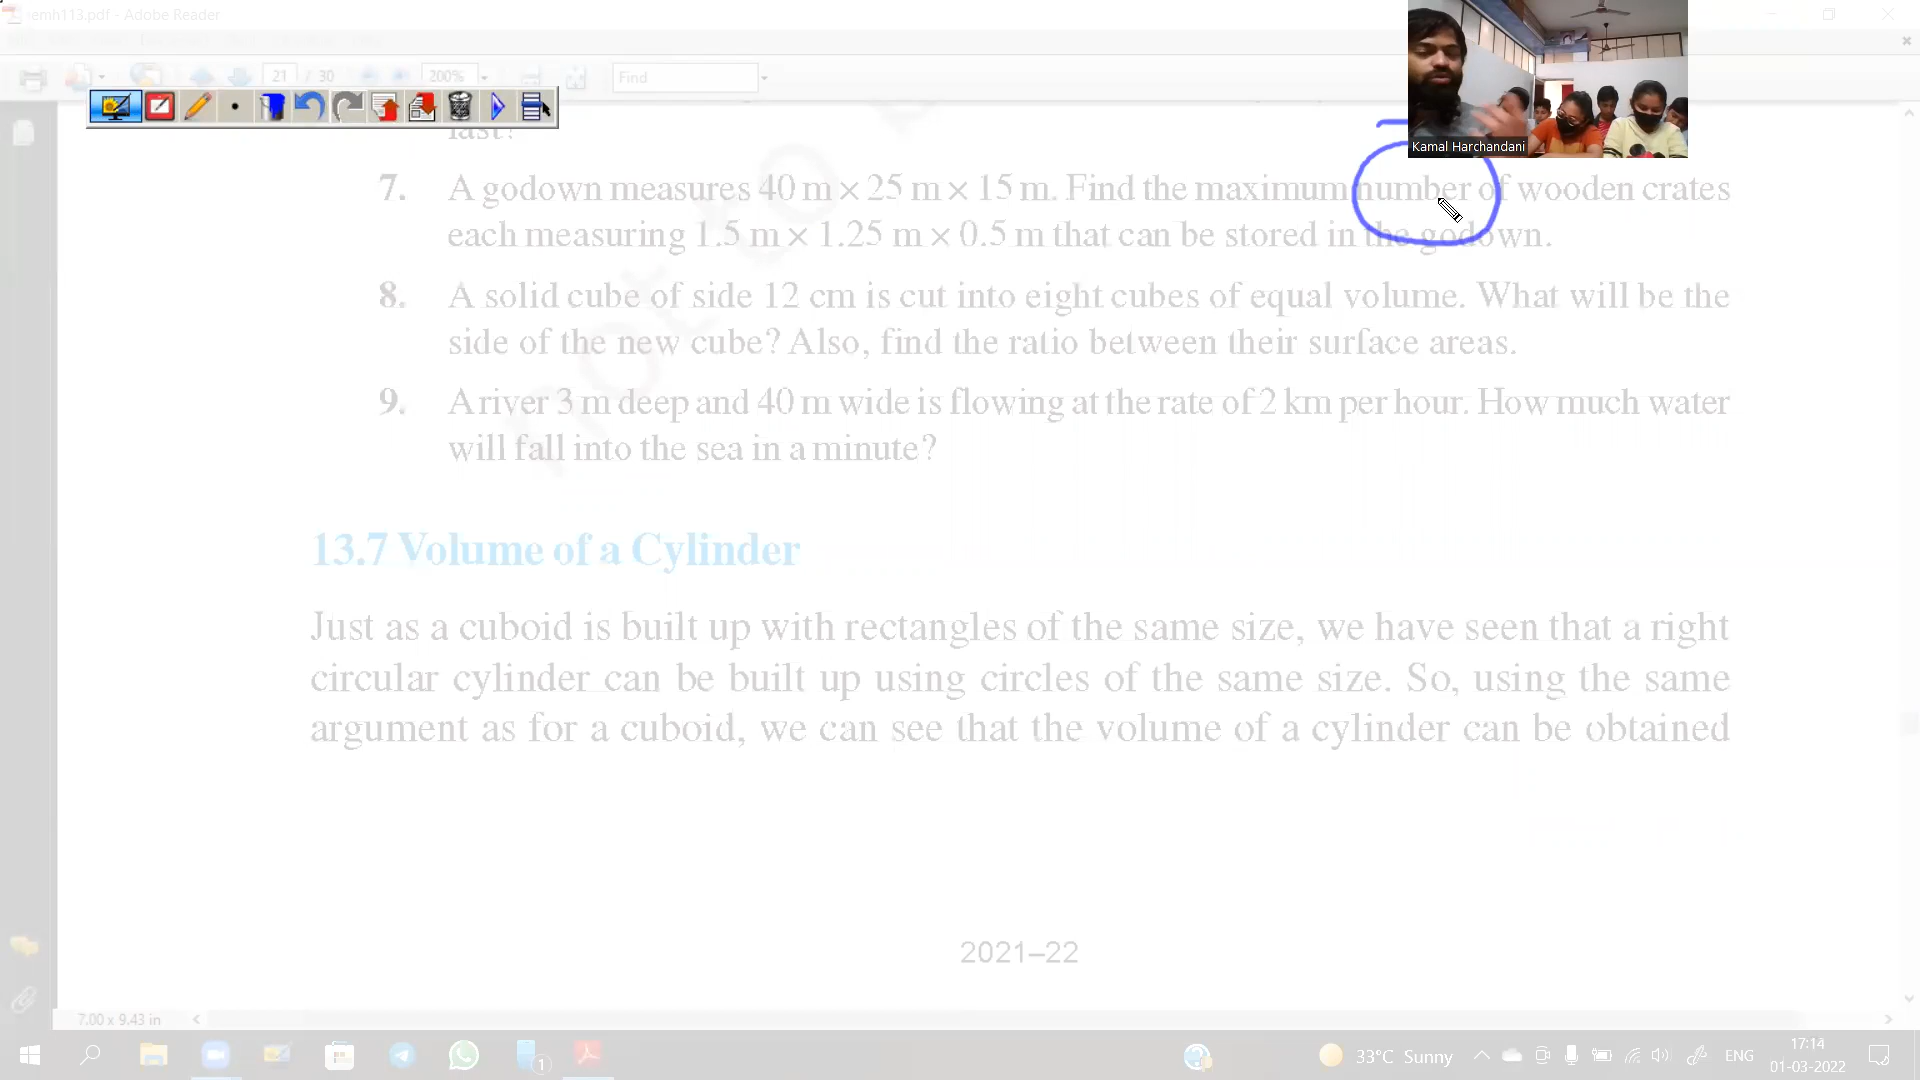 iemh113.pdf - Adobe Reader
21 / 30
200%
Find
Kamal Harchandani
last?
7. A godown measures 40 m × 25 m × 15 m. Find the maximum number of wooden crates
each measuring 1.5 m × 1.25 m × 0.5 m that can be stored in the godown.
8. A solid cube of side 12 cm is cut into eight cubes of equal volume. What will be the
side of the new cube? Also, find the ratio between their surface areas.
9. A river 3 m deep and 40 m wide is flowing at the rate of 2 km per hour. How much water
will fall into the sea in a minute?
not to
13.7 Volume of a Cylinder
Just as a cuboid is built up with rectangles of the same size, we have seen that a right
circular cylinder can be built up using circles of the same size. So, using the same
argument as for a cuboid, we can see that the volume of a cylinder can be obtained
2021–22
7.00 x 9.43 in
1
33°C Sunny
ENG
17:14
01-03-2022